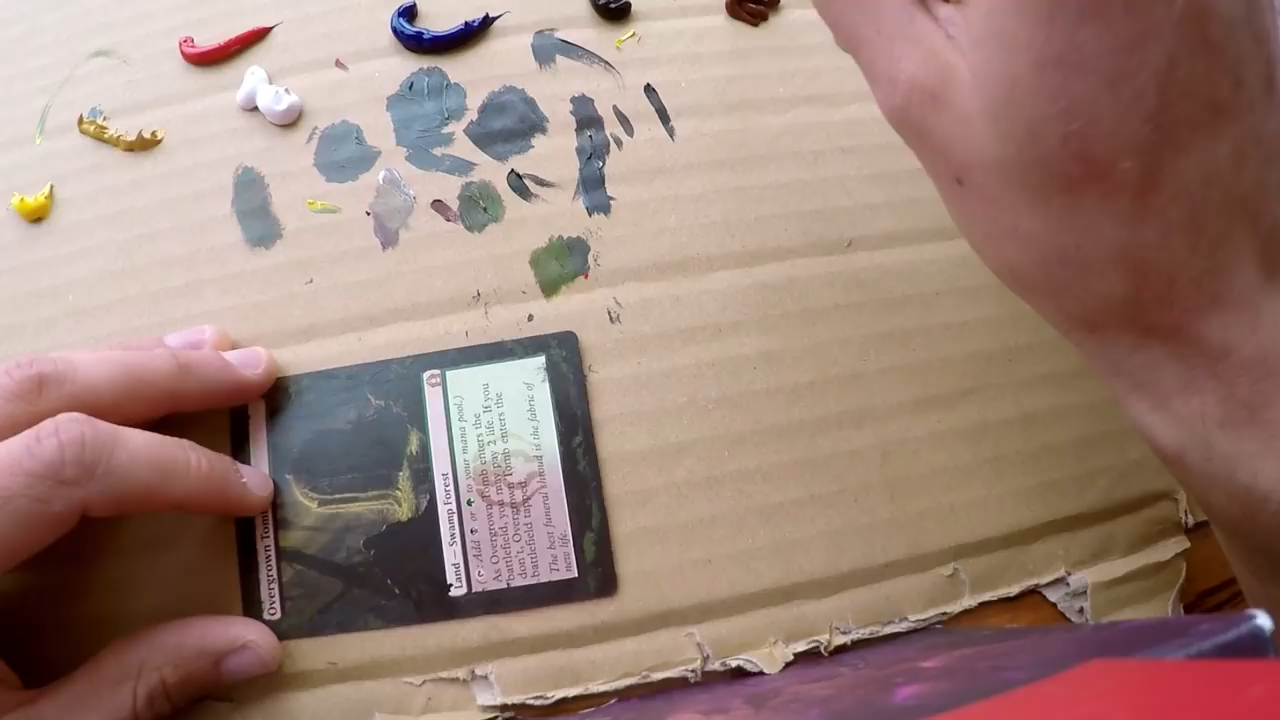 Overgrown Tomb
Land — Swamp Forest
( : Add or to your mana pool.)
As Overgrown Tomb enters the
battlefield, you may pay 2 life. If you
don't, Overgrown Tomb enters the
battlefield tapped.
The best funeral shroud is the fabric of
new life.